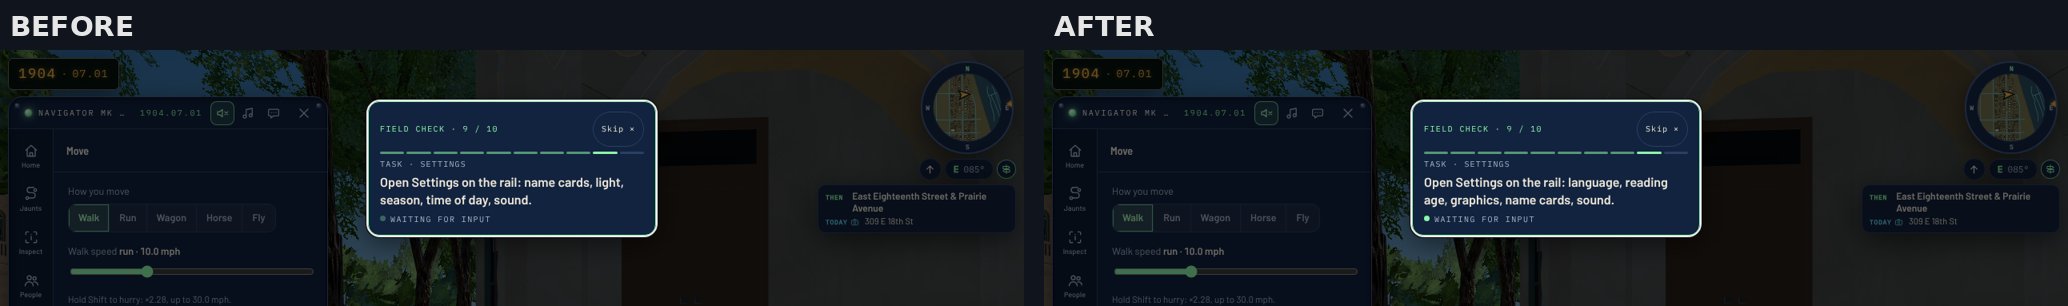 BEFORE
1904 · 07.01
NAVIGATOR MK … 1904.07.01
Home
Jaunts
Inspect
People
Move
How you move
Walk Run Wagon Horse Fly
Walk speed run · 10.0 mph
Hold Shift to hurry: ×2.28, up to 30.0 mph.
FIELD CHECK · 9 / 10 Skip ×
TASK · SETTINGS
Open Settings on the rail: name cards, light,
season, time of day, sound.
WAITING FOR INPUT
N
W
S
E 085°
THEN East Eighteenth Street & Prairie
Avenue
TODAY 309 E 18th St
AFTER
1904 · 07.01
NAVIGATOR MK … 1904.07.01
Home
Jaunts
Inspect
People
Move
How you move
Walk Run Wagon Horse Fly
Walk speed run · 10.0 mph
Hold Shift to hurry: ×2.28, up to 30.0 mph.
FIELD CHECK · 9 / 10 Skip ×
TASK · SETTINGS
Open Settings on the rail: language, reading
age, graphics, name cards, sound.
WAITING FOR INPUT
N
W
S
E 085°
THEN East Eighteenth Street & Prairie
Avenue
TODAY 309 E 18th St